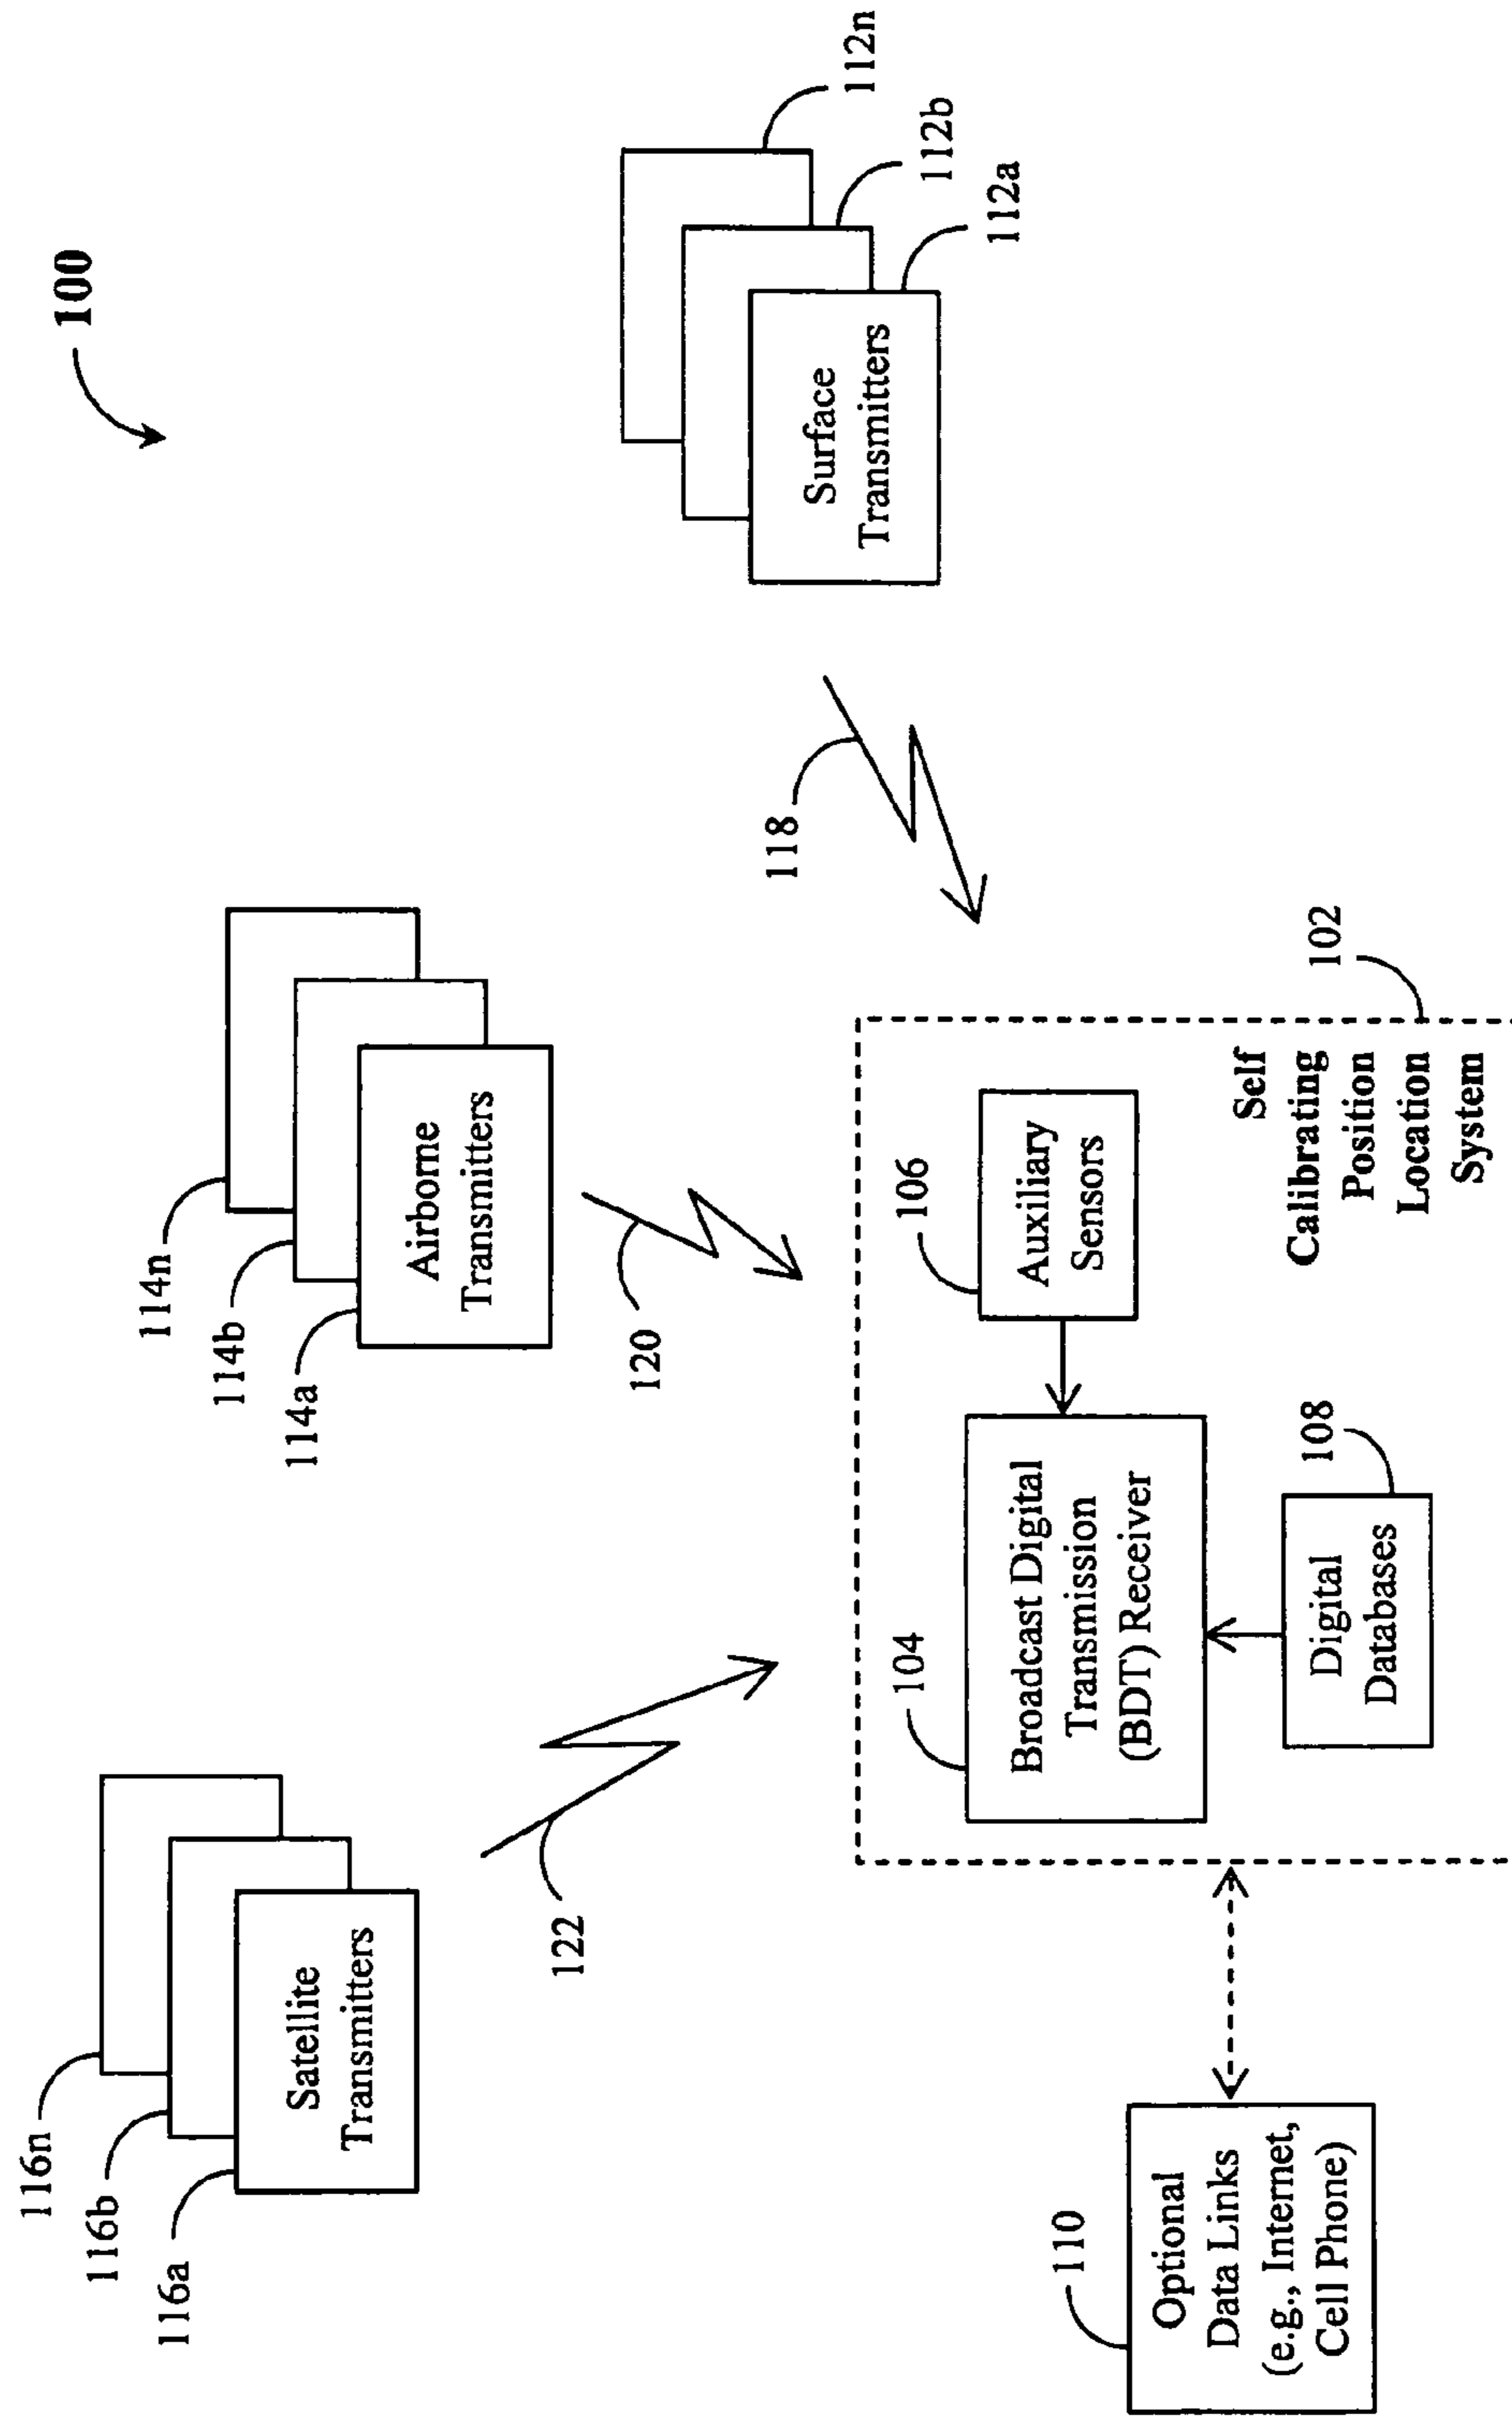 100
116n
116b
116a
Satellite
Transmitters
114n
114b
114a
Airborne
Transmitters
112n
112b
112a
Surface
Transmitters
122
120
118
110
Optional
Data Links
(e.g., Internet,
Cell Phone)
104
Broadcast Digital
Transmission
(BDT) Receiver
106
Auxiliary
Sensors
108
Digital
Databases
102
Self
Calibrating
Position
Location
System